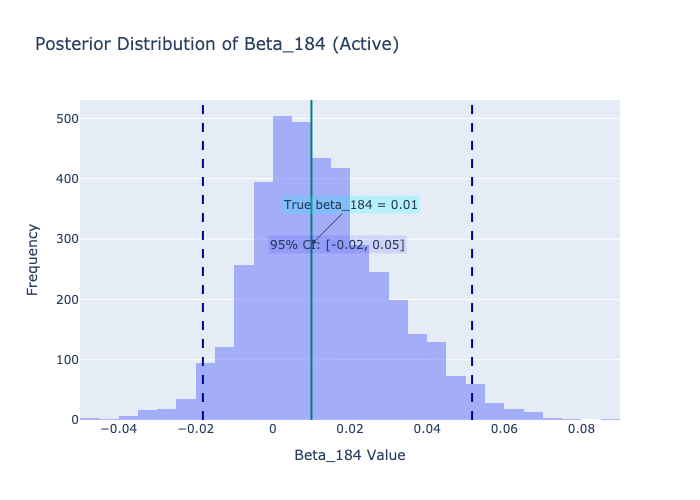 Posterior Distribution of Beta_184 (Active)
500
400
300
200
100
0
Frequency
True beta_184 = 0.01
95% CI: [-0.02, 0.05]
−0.04
−0.02
0
0.02
0.04
0.06
0.08
Beta_184 Value